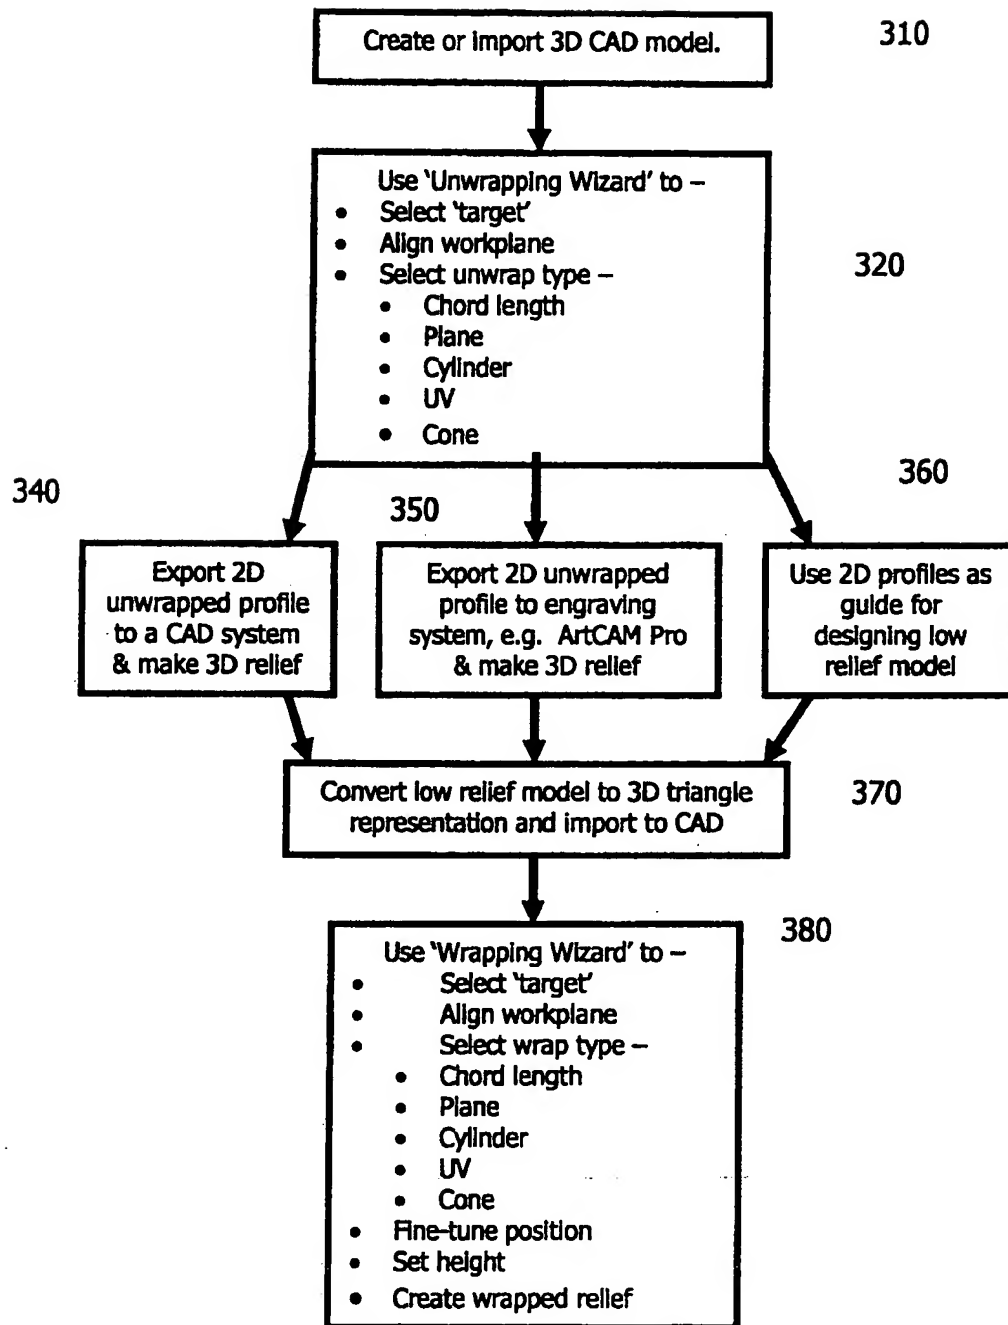 Create or import 3D CAD model.
310
Use ‘Unwrapping Wizard’ to –
• Select ‘target’
• Align workplane
• Select unwrap type –
• Chord length
• Plane
• Cylinder
• UV
• Cone
320
340
350
360
Export 2D
unwrapped profile
to a CAD system
& make 3D relief
Export 2D unwrapped
profile to engraving
system, e.g. ArtCAM Pro
& make 3D relief
Use 2D profiles as
guide for
designing low
relief model
Convert low relief model to 3D triangle
representation and import to CAD
370
380
Use ‘Wrapping Wizard’ to –
• Select ‘target’
• Align workplane
• Select wrap type –
• Chord length
• Plane
• Cylinder
• UV
• Cone
• Fine-tune position
• Set height
• Create wrapped relief